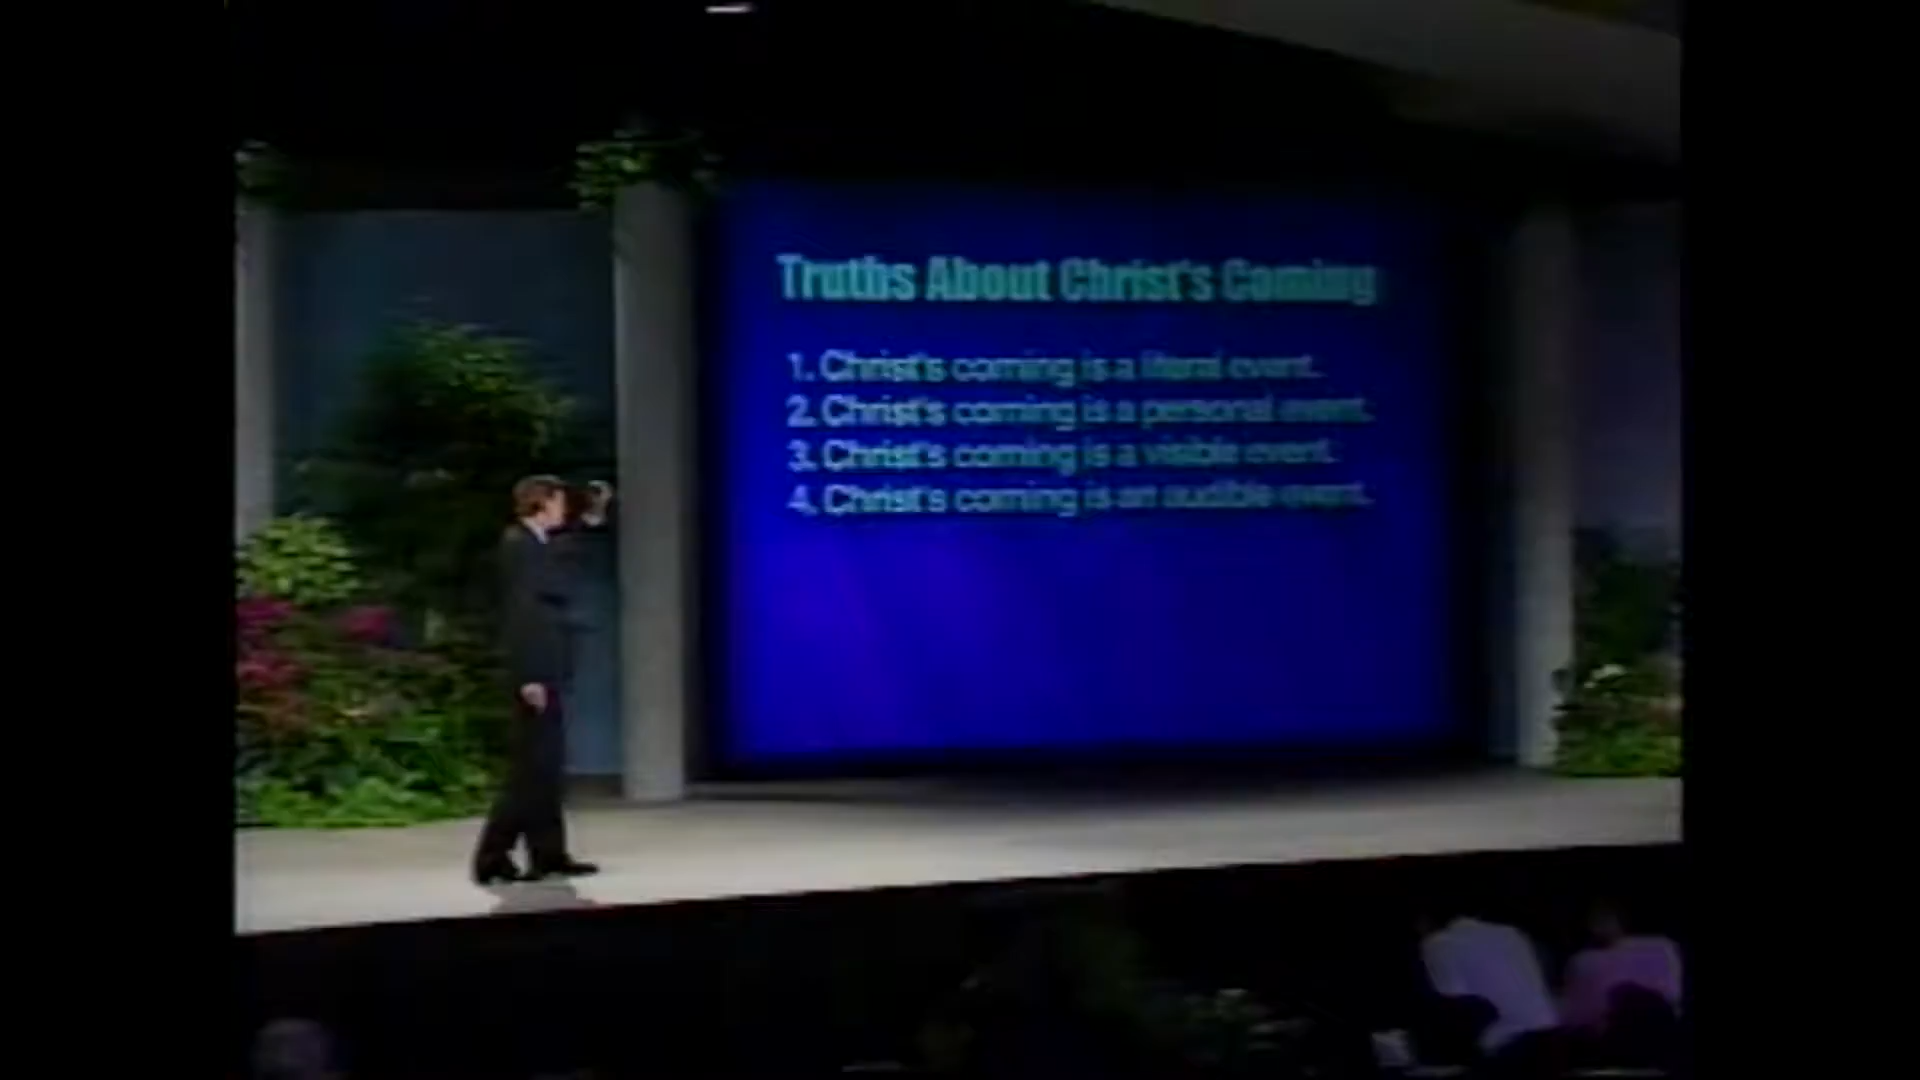 Truths About Christ's Coming
1. Christ's coming is a literal event.
2. Christ's coming is a personal event.
3. Christ's coming is a visible event.
4. Christ's coming is an audible event.